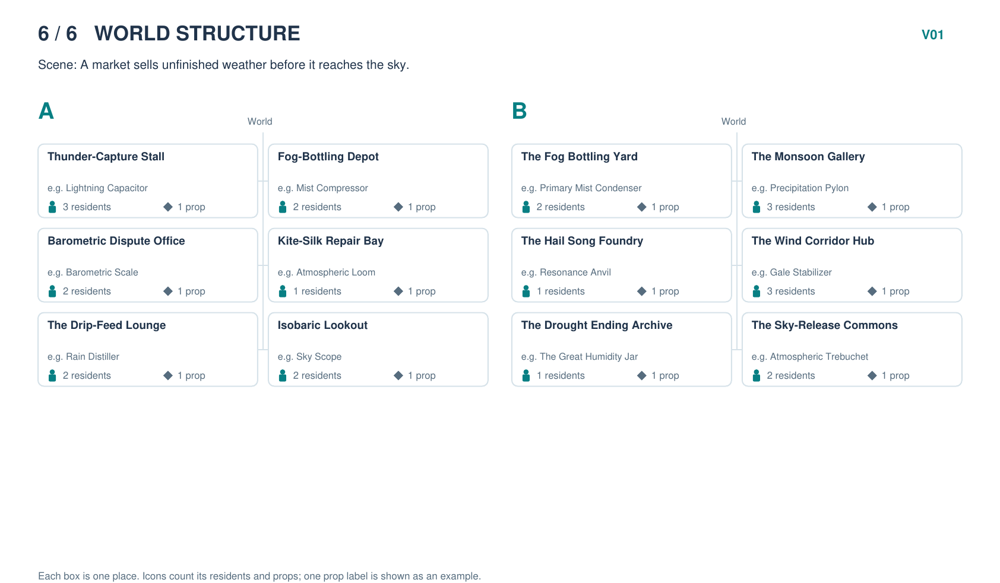 6 / 6 WORLD STRUCTURE
V01
Scene: A market sells unfinished weather before it reaches the sky.
A
World
Thunder-Capture Stall
e.g. Lightning Capacitor
3 residents
1 prop
Fog-Bottling Depot
e.g. Mist Compressor
2 residents
1 prop
Barometric Dispute Office
e.g. Barometric Scale
2 residents
1 prop
Kite-Silk Repair Bay
e.g. Atmospheric Loom
1 residents
1 prop
The Drip-Feed Lounge
e.g. Rain Distiller
2 residents
1 prop
Isobaric Lookout
e.g. Sky Scope
2 residents
1 prop
B
World
The Fog Bottling Yard
e.g. Primary Mist Condenser
2 residents
1 prop
The Monsoon Gallery
e.g. Precipitation Pylon
3 residents
1 prop
The Hail Song Foundry
e.g. Resonance Anvil
1 residents
1 prop
The Wind Corridor Hub
e.g. Gale Stabilizer
3 residents
1 prop
The Drought Ending Archive
e.g. The Great Humidity Jar
1 residents
1 prop
The Sky-Release Commons
e.g. Atmospheric Trebuchet
2 residents
1 prop
Each box is one place. Icons count its residents and props; one prop label is shown as an example.